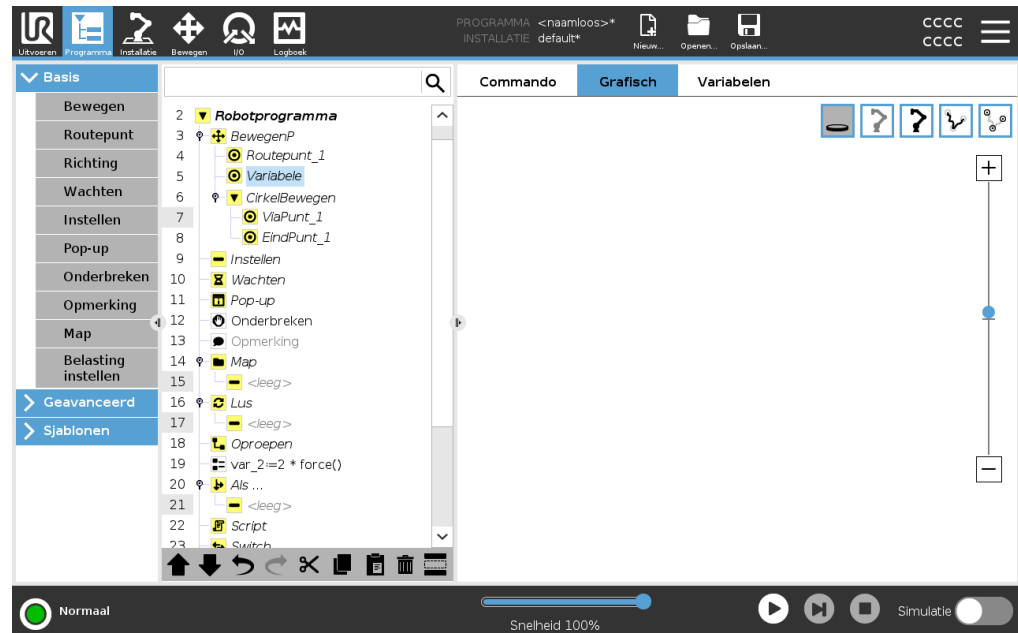 UR
PROGRAMMA <naamloos>*
INSTALLATIE default*
CCCC
CCCC
Uitvoeren Programma Installatie Bewegen I/O Logboek Nieuw... Openen... Opslaan...
Basis
Bewegen
Routepunt
Richting
Wachten
Instellen
Pop-up
Onderbreken
Opmerking
Map
Belasting
instellen
Geavanceerd
Sjablonen
2 Robotprogramma
3 BewegenP
4 Routepunt_1
5 Variabele
6 CirkelBewegen
7 ViaPunt_1
8 EindPunt_1
9 Instellen
10 Wachten
11 Pop-up
12 Onderbreken
13 Opmerking
14 Map
15 <leeg>
16 Lus
17 <leeg>
18 Oproepen
19 var_2:=2 * force()
20 Als ...
21 <leeg>
22 Script
23 Switch
Commando Grafisch Variabelen
Normaal
Snelheid 100%
Simulatie